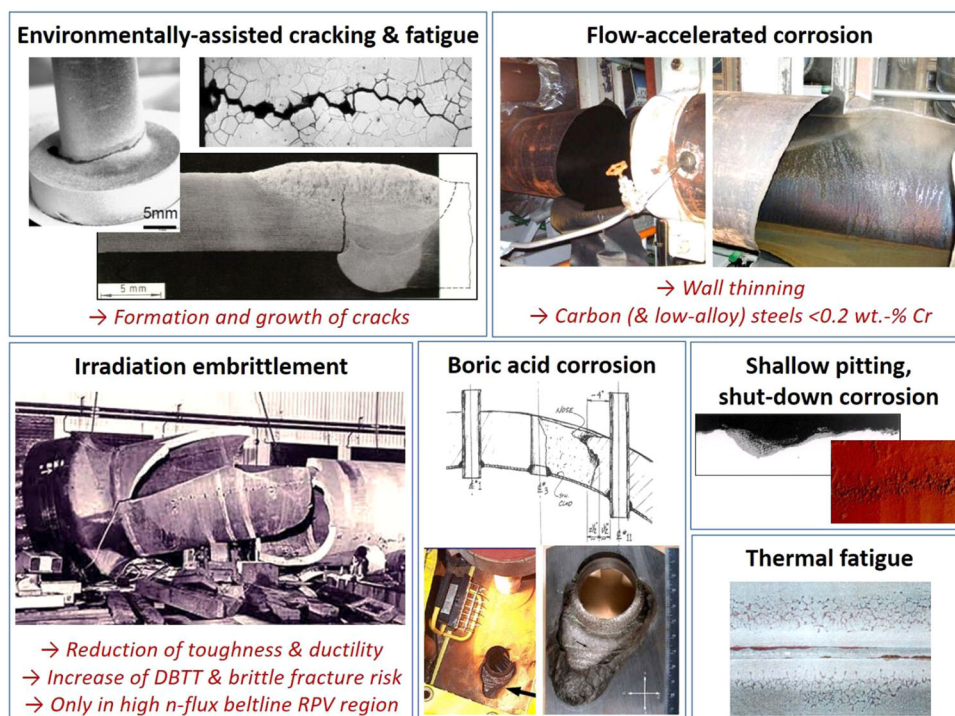 Environmentally-assisted cracking & fatigue
5mm
5 mm
→ Formation and growth of cracks
Flow-accelerated corrosion
→ Wall thinning
→ Carbon (& low-alloy) steels <0.2 wt.-% Cr
Irradiation embrittlement
→ Reduction of toughness & ductility
→ Increase of DBTT & brittle fracture risk
→ Only in high n-flux beltline RPV region
Boric acid corrosion
~4"
NOSE
CLAD
Shallow pitting,
shut-down corrosion
Thermal fatigue